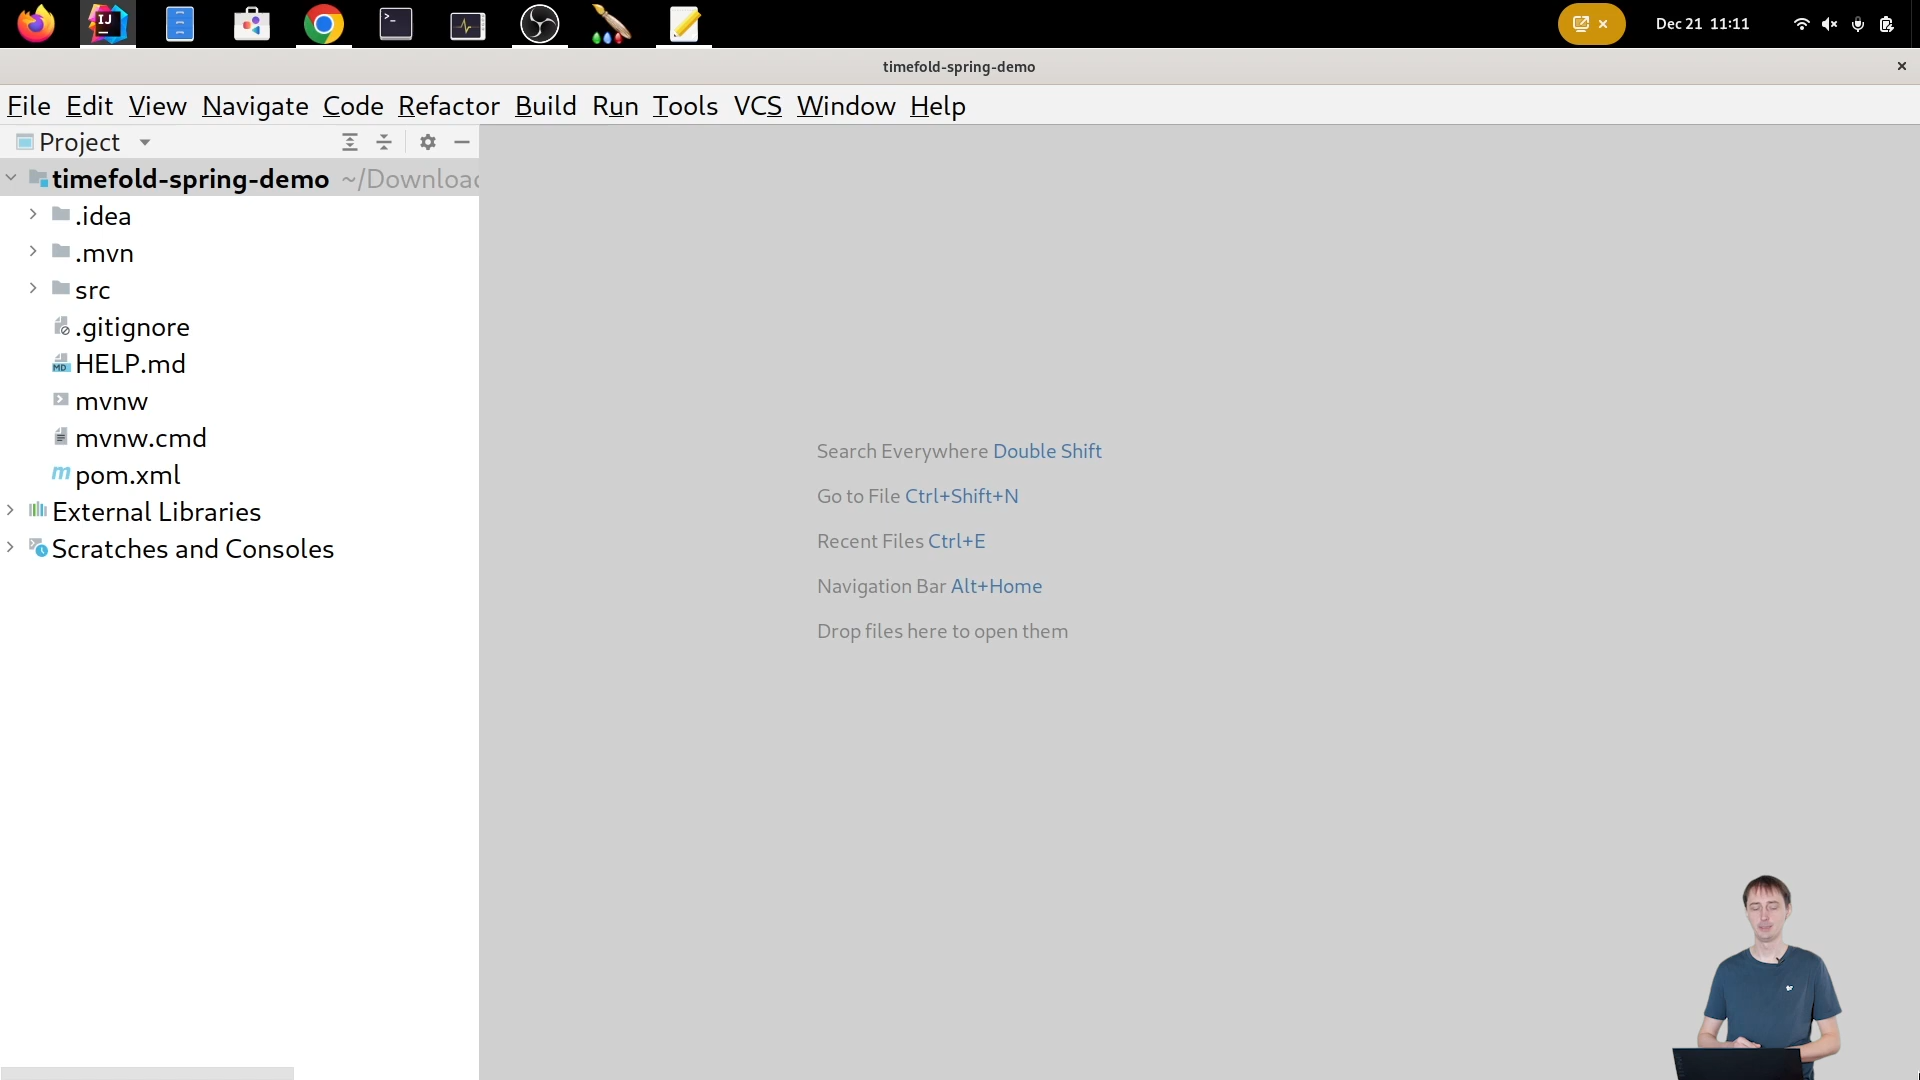 Dec 21 11:11
timefold-spring-demo
File Edit View Navigate Code Refactor Build Run Tools VCS Window Help
Project
timefold-spring-demo ~/Downloa
.idea
.mvn
src
.gitignore
MD HELP.md
mvnw
mvnw.cmd
m pom.xml
External Libraries
Scratches and Consoles
Search Everywhere Double Shift
Go to File Ctrl+Shift+N
Recent Files Ctrl+E
Navigation Bar Alt+Home
Drop files here to open them